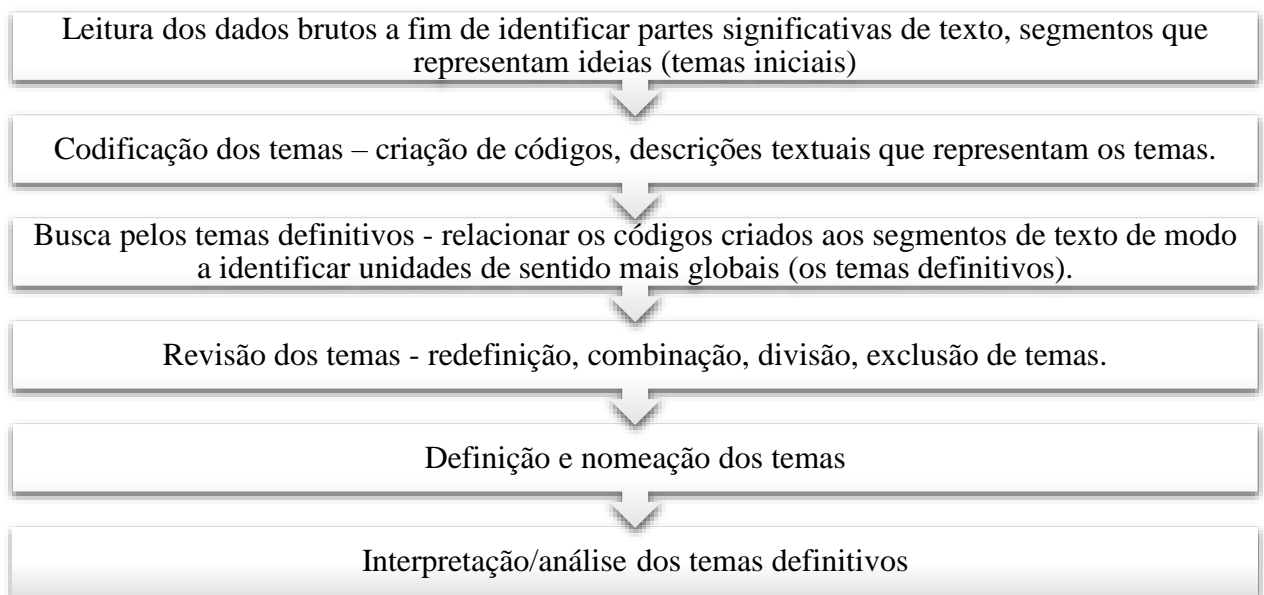 Leitura dos dados brutos a fim de identificar partes significativas de texto, segmentos que
representam ideias (temas iniciais)
Codificação dos temas – criação de códigos, descrições textuais que representam os temas.
Busca pelos temas definitivos - relacionar os códigos criados aos segmentos de texto de modo
a identificar unidades de sentido mais globais (os temas definitivos).
Revisão dos temas - redefinição, combinação, divisão, exclusão de temas.
Definição e nomeação dos temas
Interpretação/análise dos temas definitivos